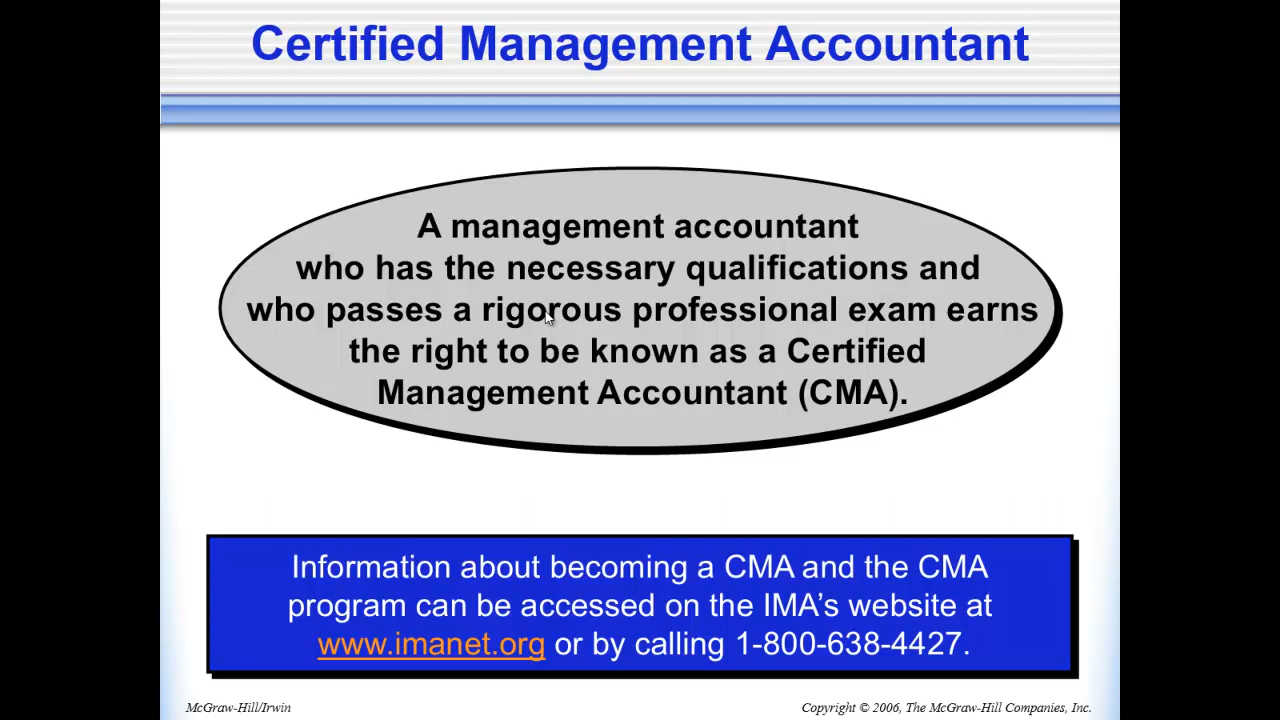 Certified Management Accountant
A management accountant
who has the necessary qualifications and
who passes a rigorous professional exam earns
the right to be known as a Certified
Management Accountant (CMA).
Information about becoming a CMA and the CMA
program can be accessed on the IMA’s website at
www.imanet.org or by calling 1-800-638-4427.
McGraw-Hill/Irwin
Copyright © 2006, The McGraw-Hill Companies, Inc.